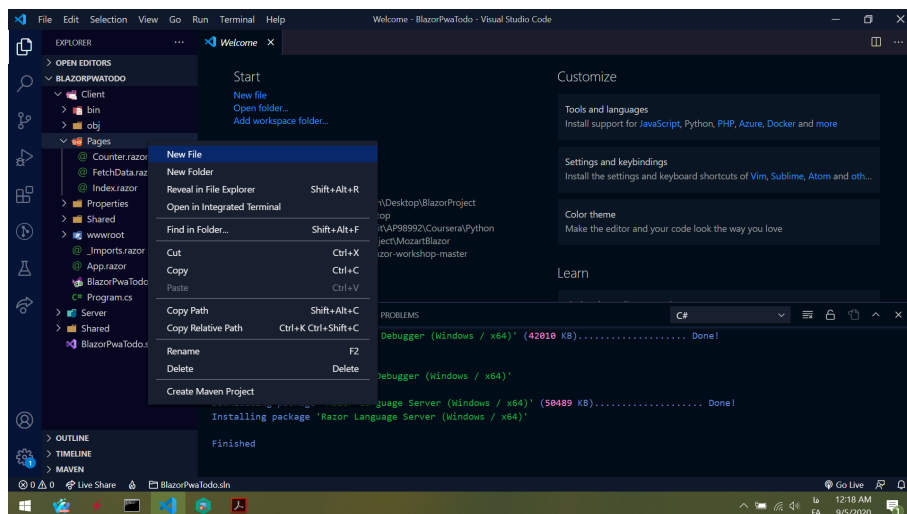 File Edit Selection View Go Run Terminal Help Welcome - BlazorPwaTodo - Visual Studio Code
EXPLORER
Welcome
OPEN EDITORS
BLAZORPWATODO
Client
bin
obj
Pages
Counter.razor
FetchData.raz
Index.razor
Properties
Shared
wwwroot
_Imports.razor
App.razor
BlazorPwaTodo
C# Program.cs
Server
Shared
BlazorPwaTodo.s
OUTLINE
TIMELINE
MAVEN
New File
New Folder
Reveal in File Explorer Shift+Alt+R
Open in Integrated Terminal
Find in Folder... Shift+Alt+F
Cut Ctrl+X
Copy Ctrl+C
Paste Ctrl+V
Copy Path Shift+Alt+C
Copy Relative Path Ctrl+K Ctrl+Shift+C
Rename F2
Delete Delete
Create Maven Project
Start
New file
Open folder...
Add workspace folder...
n\Desktop\BlazorProject
top
it\AP98992\Coursera\Python
ject\MozartBlazor
zor-workshop-master
Customize
Tools and languages
Install support for JavaScript, Python, PHP, Azure, Docker and more
Settings and keybindings
Install the settings and keyboard shortcuts of Vim, Sublime, Atom and oth...
Color theme
Make the editor and your code look the way you love
Learn
PROBLEMS
C#
Debugger (Windows / x64)' (42010 KB).................... Done!
Debugger (Windows / x64)'
guage Server (Windows / x64)' (50489 KB).................... Done!
Installing package 'Razor Language Server (Windows / x64)'
Finished
0 0 Live Share BlazorPwaTodo.sln Go Live
فا
FA
12:18 AM
9/5/2020
1
1